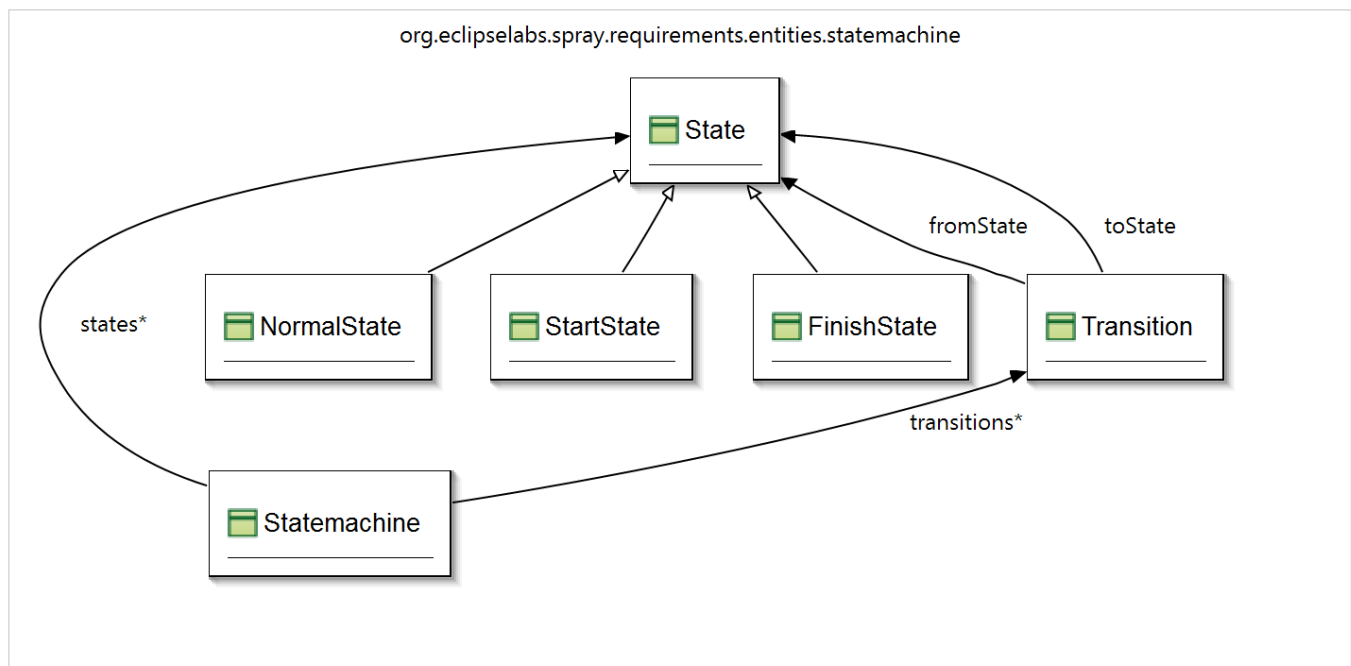 org.eclipselabs.spray.requirements.entities.statemachine
State
fromState
toState
states*
NormalState
StartState
FinishState
Transition
transitions*
Statemachine